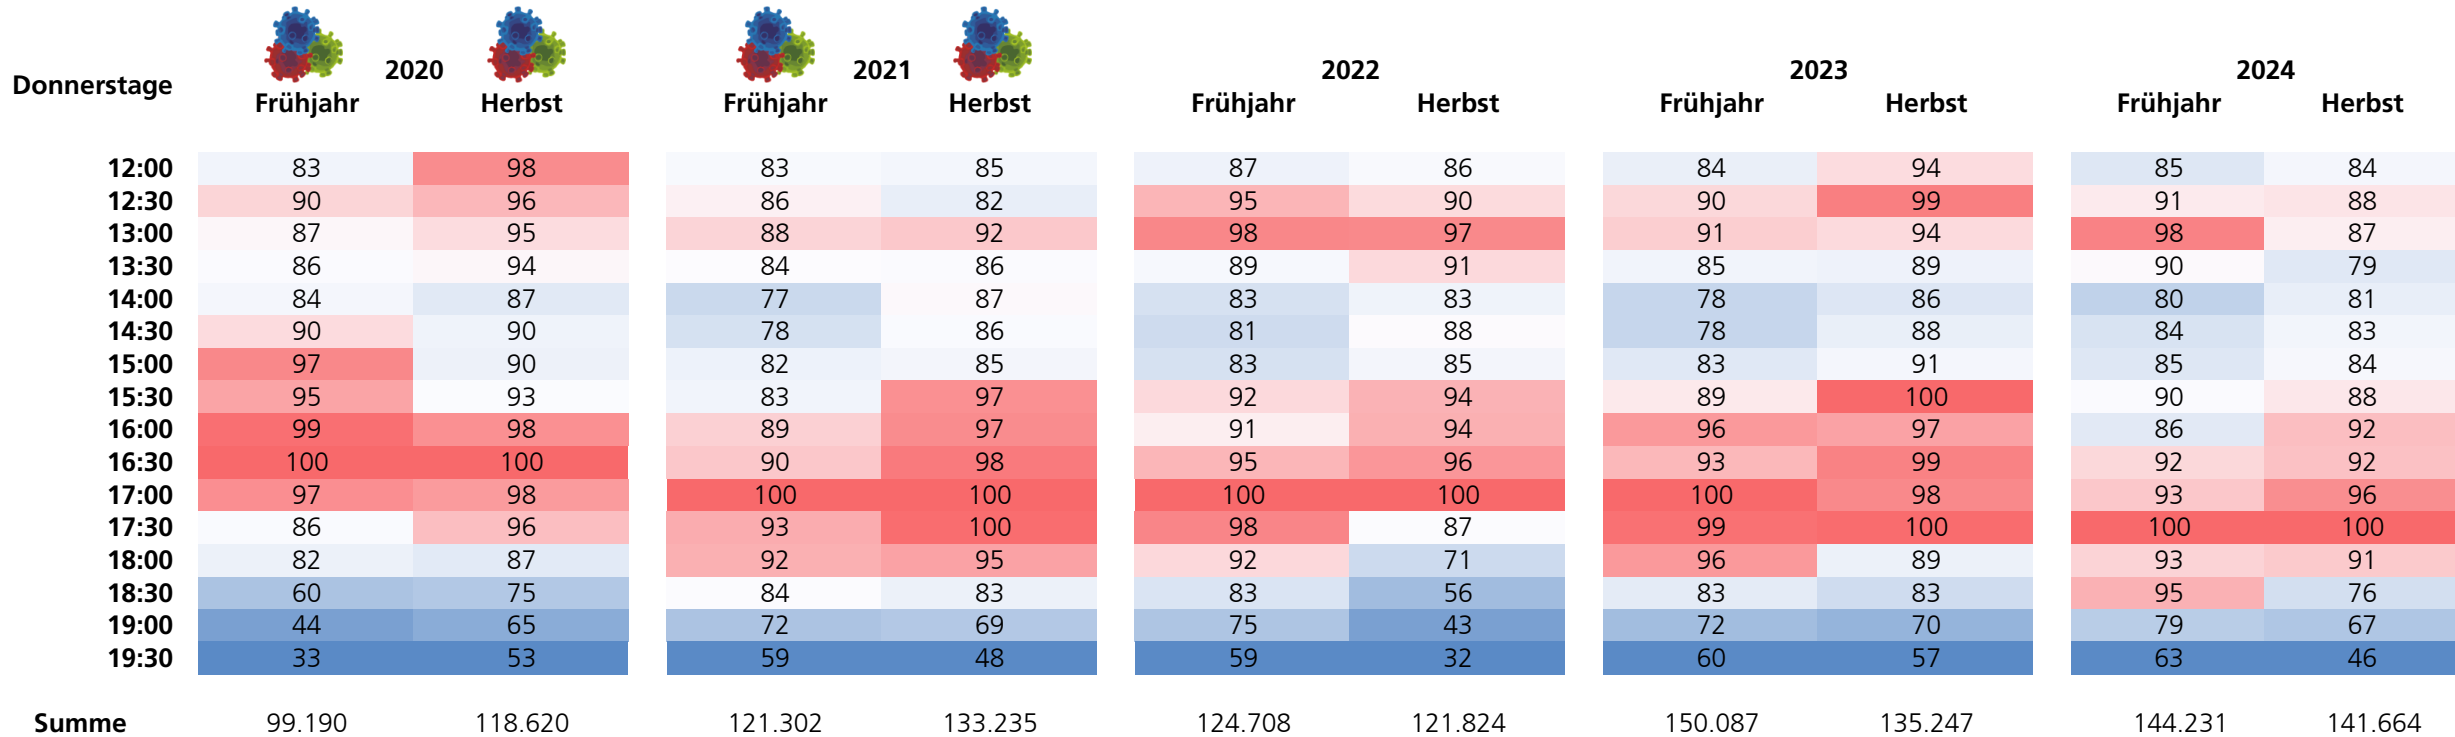 2020 2021 2022 2023 2024
Donnerstage
Frühjahr Herbst Frühjahr Herbst Frühjahr Herbst Frühjahr Herbst Frühjahr Herbst
12:00 83 98 83 85 87 86 84 94 85 84
12:30 90 96 86 82 95 90 90 99 91 88
13:00 87 95 88 92 98 97 91 94 98 87
13:30 86 94 84 86 89 91 85 89 90 79
14:00 84 87 77 87 83 83 78 86 80 81
14:30 90 90 78 86 81 88 78 88 84 83
15:00 97 90 82 85 83 85 83 91 85 84
15:30 95 93 83 97 92 94 89 100 90 88
16:00 99 98 89 97 91 94 96 97 86 92
16:30 100 100 90 98 95 96 93 99 92 92
17:00 97 98 100 100 100 100 100 98 93 96
17:30 86 96 93 100 98 87 99 100 100 100
18:00 82 87 92 95 92 71 96 89 93 91
18:30 60 75 84 83 83 56 83 83 95 76
19:00 44 65 72 69 75 43 72 70 79 67
19:30 33 53 59 48 59 32 60 57 63 46
Summe 99.190 118.620 121.302 133.235 124.708 121.824 150.087 135.247 144.231 141.664